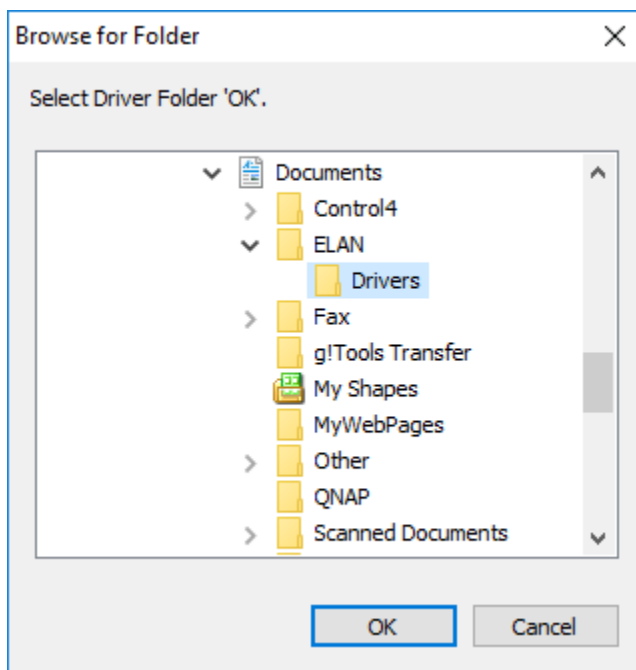 Browse for Folder
Select Driver Folder 'OK'.
Documents
Control4
ELAN
Drivers
Fax
g!Tools Transfer
My Shapes
MyWebPages
Other
QNAP
Scanned Documents
OK Cancel